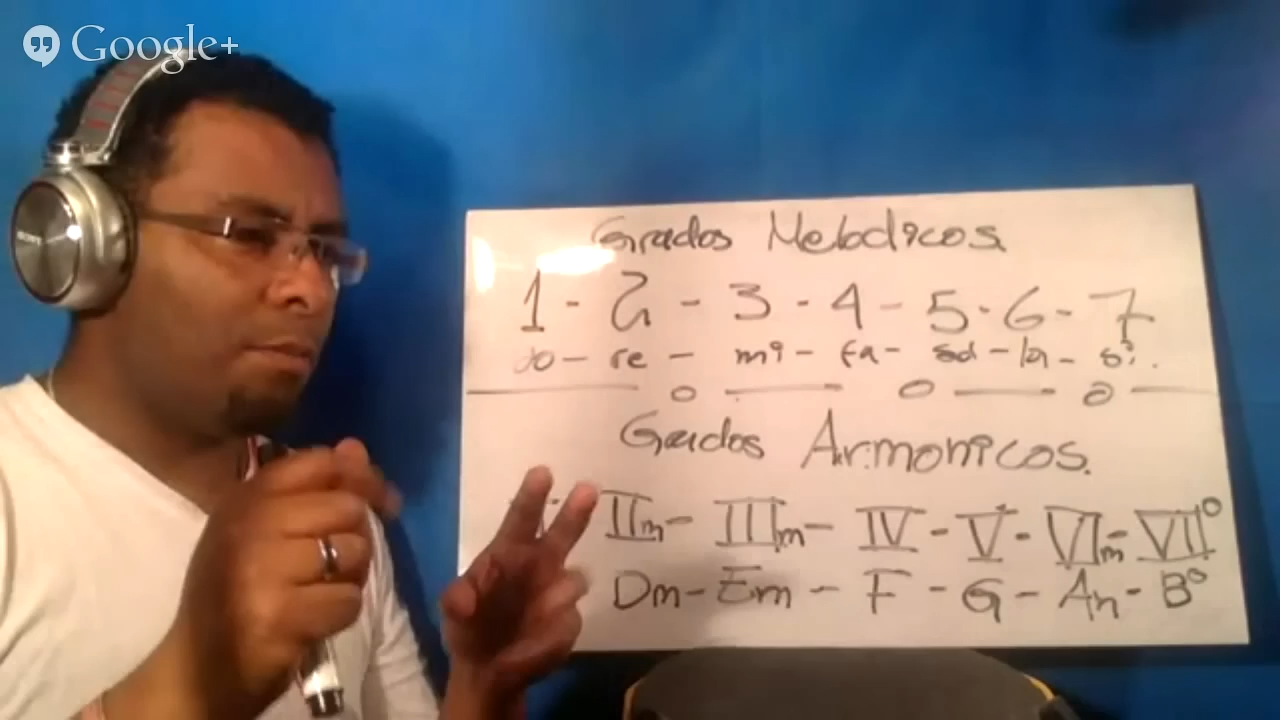 Google+
SONY
Grados Melodicos.
1 - 2 - 3 - 4 - 5 - 6 - 7
do - re - mi - fa - sol - la - si.
Grados Armonicos.
IIm - IIIm - IV - V - VIm - VII°
Dm - Em - F - G - Am - B°